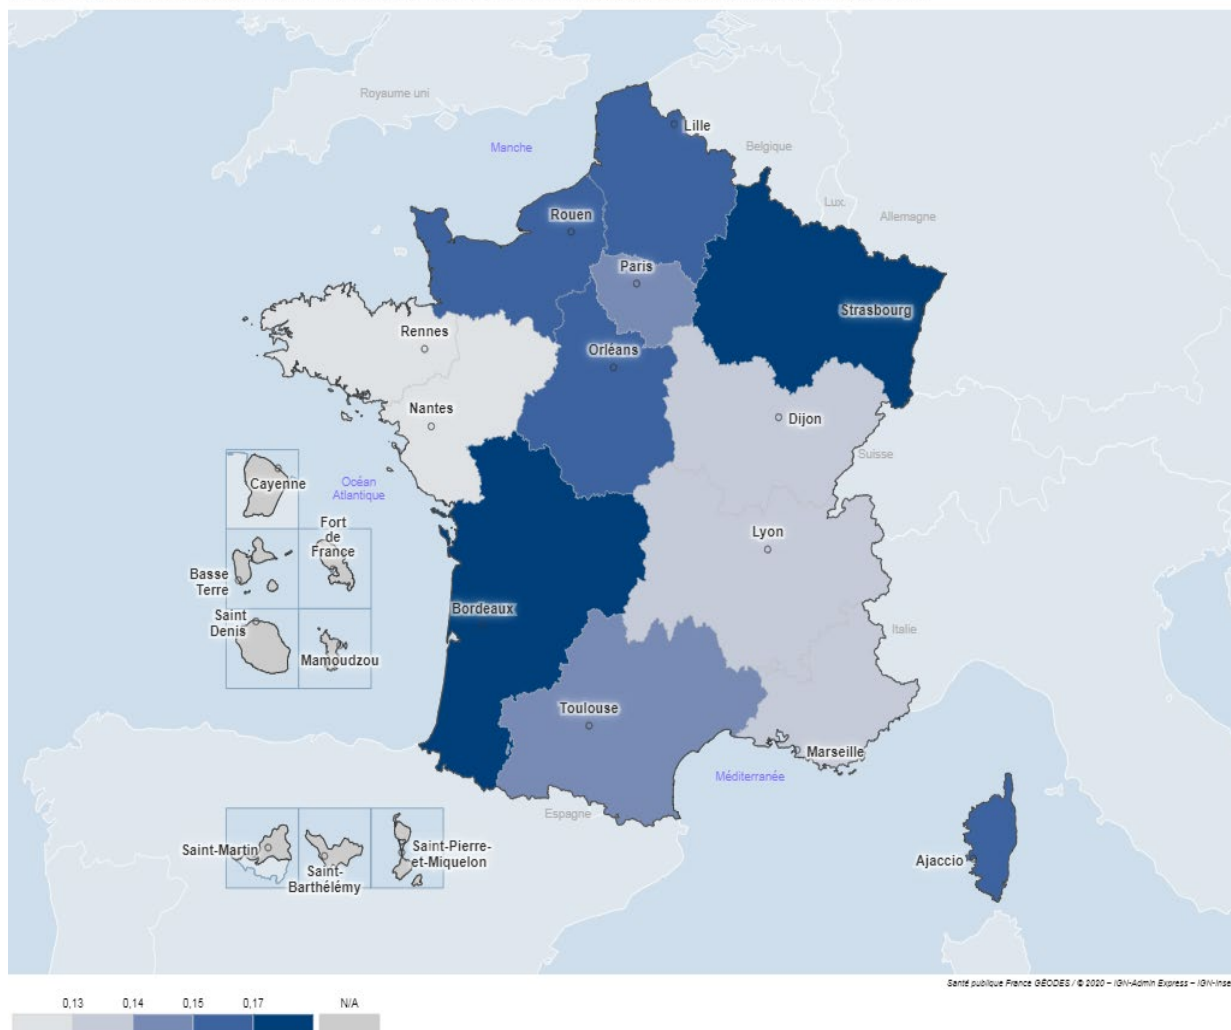 Royaume uni
Lille
Manche
Belgique
Lux.
Allemagne
Rouen
Paris
Strasbourg
Rennes
Orléans
Nantes
Dijon
Suisse
Cayenne
Océan
Atlantique
Fort
de
France
Lyon
Basse
Terre
Bordeaux
Saint
Denis
Italie
Mamoudzou
Toulouse
Marseille
Méditerranée
Espagne
Saint-Martin
Saint-
Barthélémy
Saint-Pierre-
et-Miquelon
Ajaccio
Santé publique France GÉODES / © 2020 – IGN-Admin Express – IGN-Inse
0,13 0,14 0,15 0,17 N/A